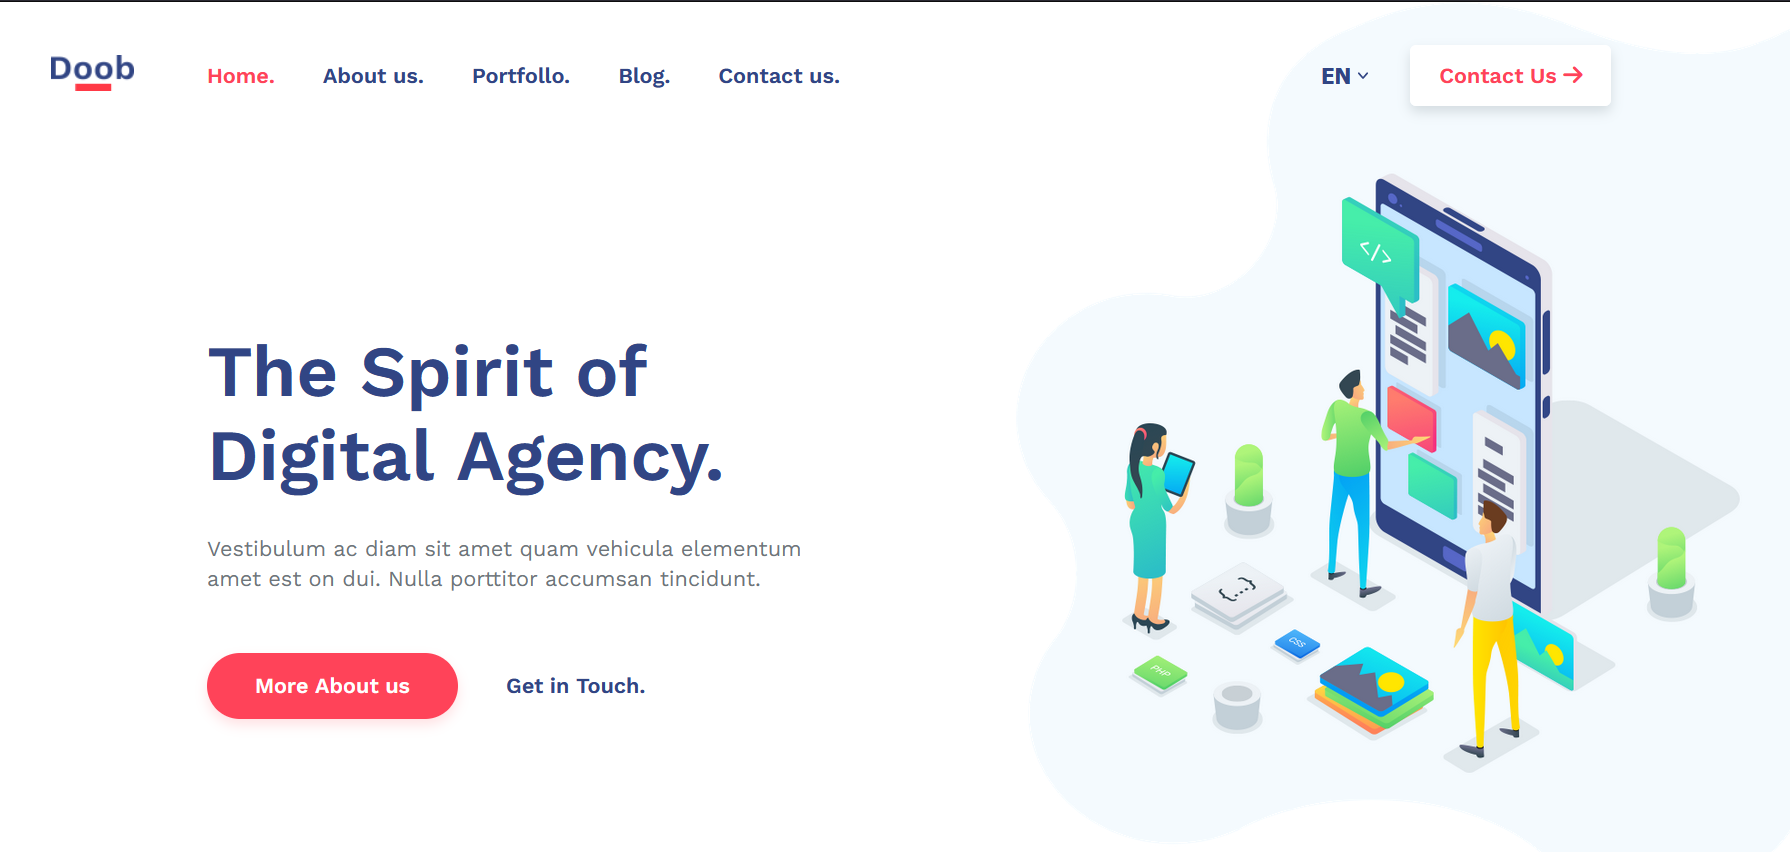 Doob
Home.
About us.
Portfollo.
Blog.
Contact us.
EN
Contact Us
The Spirit of
Digital Agency.
Vestibulum ac diam sit amet quam vehicula elementum
amet est on dui. Nulla porttitor accumsan tincidunt.
More About us
Get in Touch.
</>
{...}
CSS
PHP